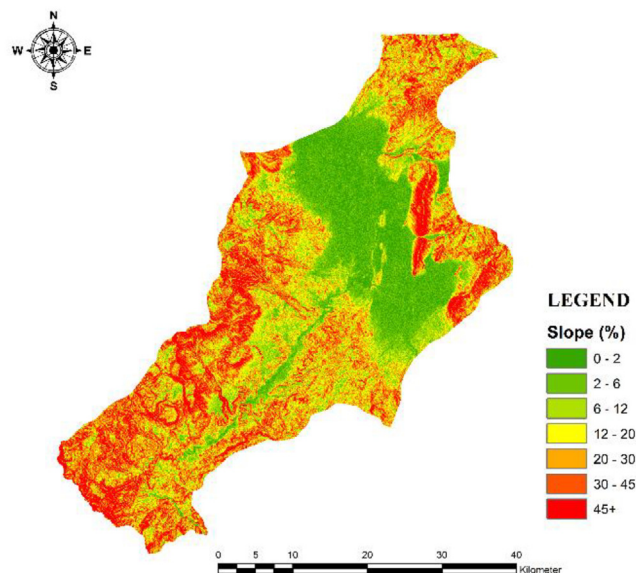 N
W E
S
LEGEND
Slope (%)
0 - 2
2 - 6
6 - 12
12 - 20
20 - 30
30 - 45
45+
0 5 10 20 30 40
Kilometer